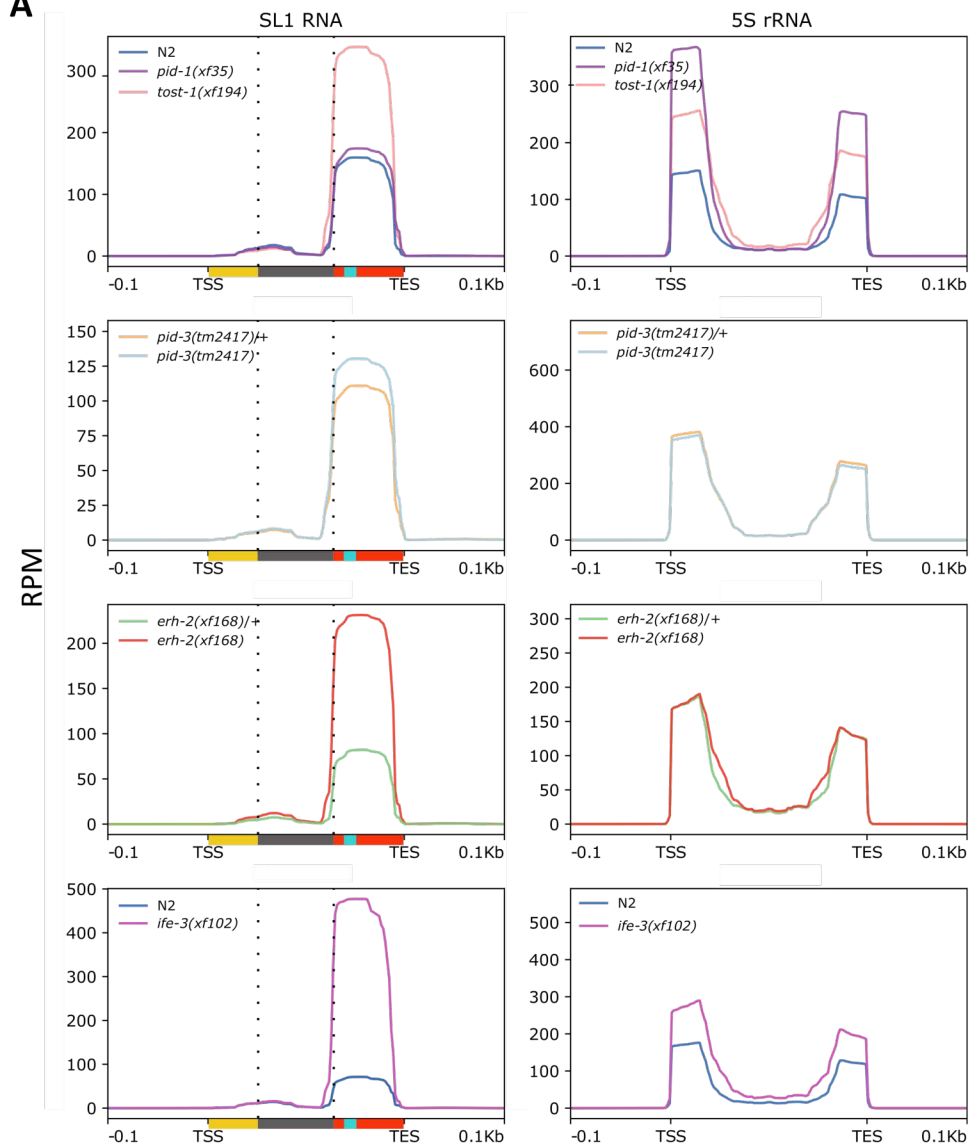 A
SL1 RNA
5S rRNA
RPM
N2
pid-1(xf35)
tost-1(xf194)
300
200
100
0
-0.1
TSS
TES
0.1Kb
N2
pid-1(xf35)
tost-1(xf194)
300
200
100
0
-0.1
TSS
TES
0.1Kb
pid-3(tm2417)/+
pid-3(tm2417)
150
125
100
75
50
25
0
-0.1
TSS
TES
0.1Kb
pid-3(tm2417)/+
pid-3(tm2417)
600
400
200
0
-0.1
TSS
TES
0.1Kb
erh-2(xf168)/+
erh-2(xf168)
200
150
100
50
0
-0.1
TSS
TES
0.1Kb
erh-2(xf168)/+
erh-2(xf168)
300
250
200
150
100
50
0
-0.1
TSS
TES
0.1Kb
N2
ife-3(xf102)
500
400
300
200
100
0
-0.1
TSS
TES
0.1Kb
N2
ife-3(xf102)
500
400
300
200
100
0
-0.1
TSS
TES
0.1Kb